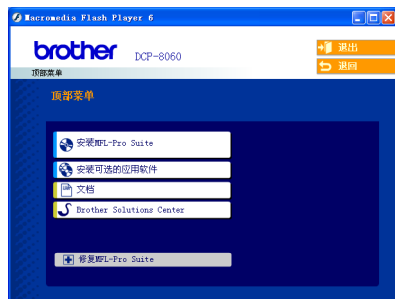 Macromedia Flash Player 6
brother DCP-8060
退出
退回
顶部菜单
顶部菜单
安装MFL-Pro Suite
安装可选的应用软件
文档
Brother Solutions Center
修复MFL-Pro Suite